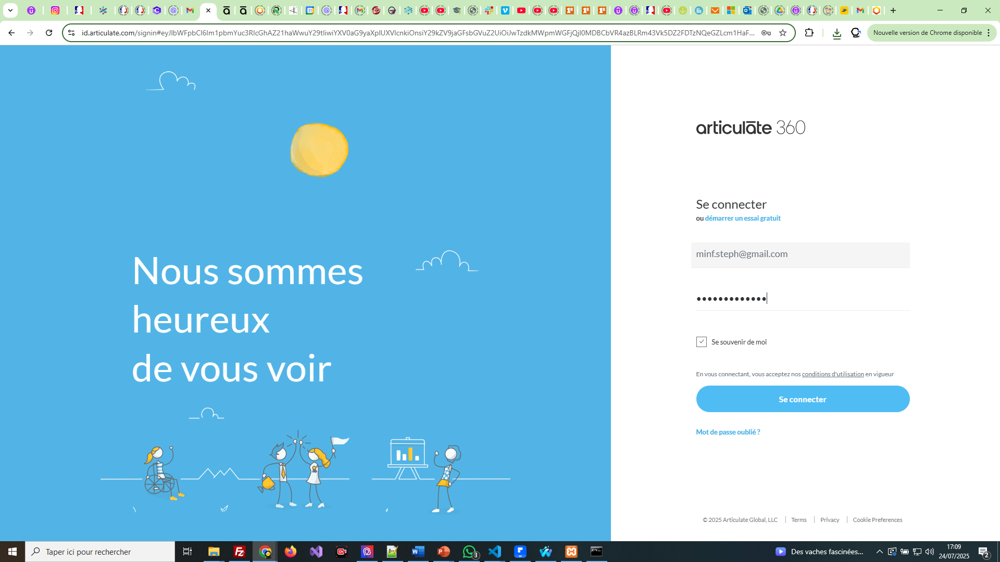 id.articulate.com/signin#eyJlbWFpbCI6Im1pbmYuc3RlcGhAZ21haWwuY29tIiwiYXV0aG9yaXplUXVlcnkiOnsiY29kZV9jaGFsbGVuZ2UiOiJwTzdkMWpmWGFjQjI0MDBCbVR4azBLRm43Vk5DZ2FDTzNQeGZLcm1HaF...
Nouvelle version de Chrome disponible
articulate 360
Se connecter
ou démarrer un essai gratuit
minf.steph@gmail.com
•••••••••••••
Nous sommes
heureux
de vous voir
Se souvenir de moi
En vous connectant, vous acceptez nos conditions d'utilisation en vigueur
Se connecter
Mot de passe oublié ?
© 2025 Articulate Global, LLC
Terms
Privacy
Cookie Preferences
Taper ici pour rechercher
3
Des vaches fascinées...
17:09
24/07/2025
2